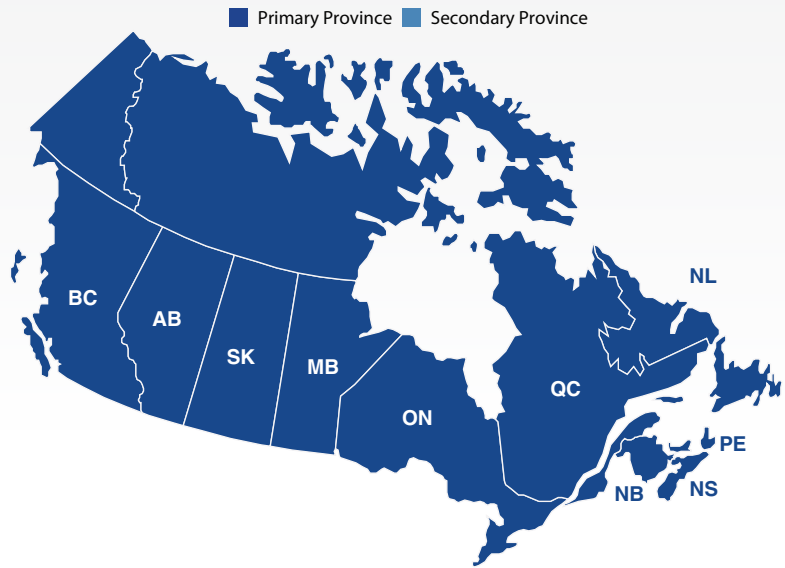 Primary Province Secondary Province
NL
BC
AB
SK
MB
QC
ON
PE
NS
NB